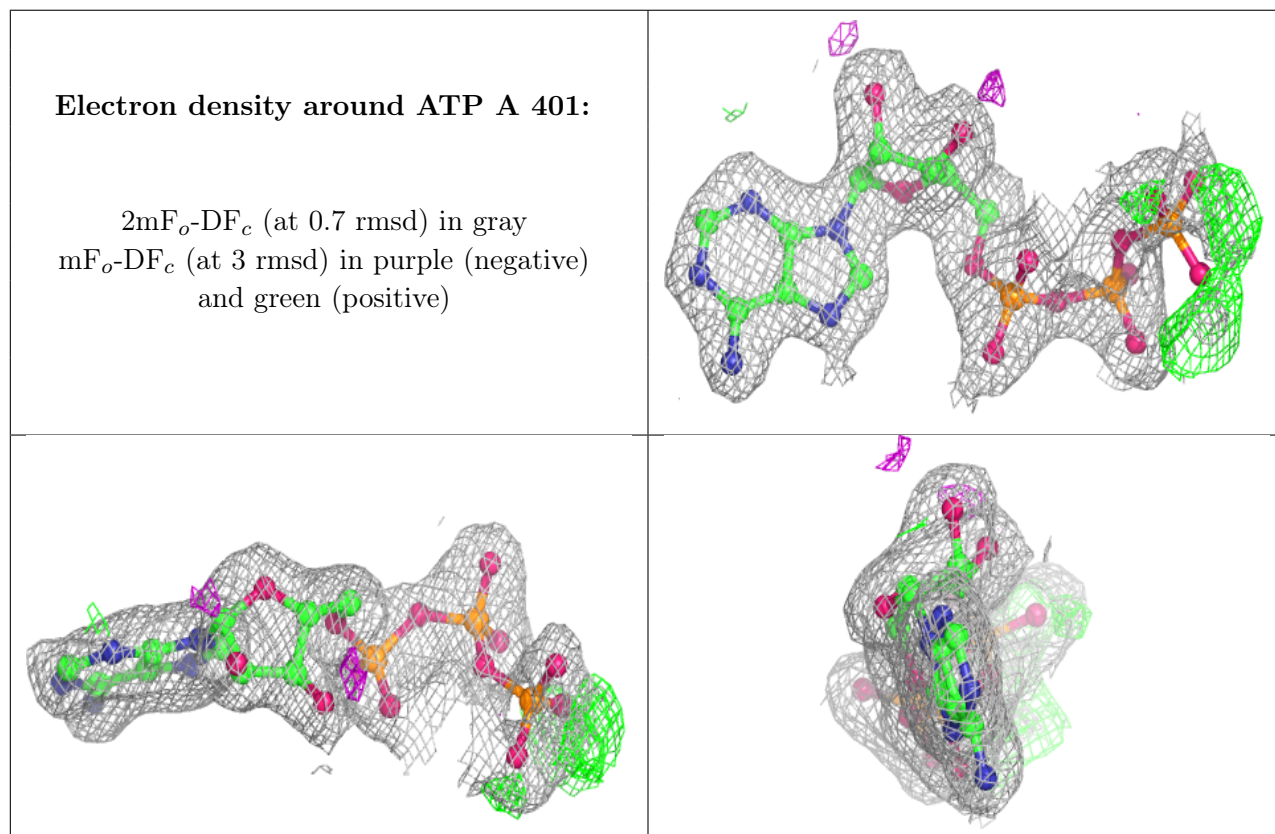 Electron density around ATP A 401:
2mFo-DFc (at 0.7 rmsd) in gray
mFo-DFc (at 3 rmsd) in purple (negative)
and green (positive)